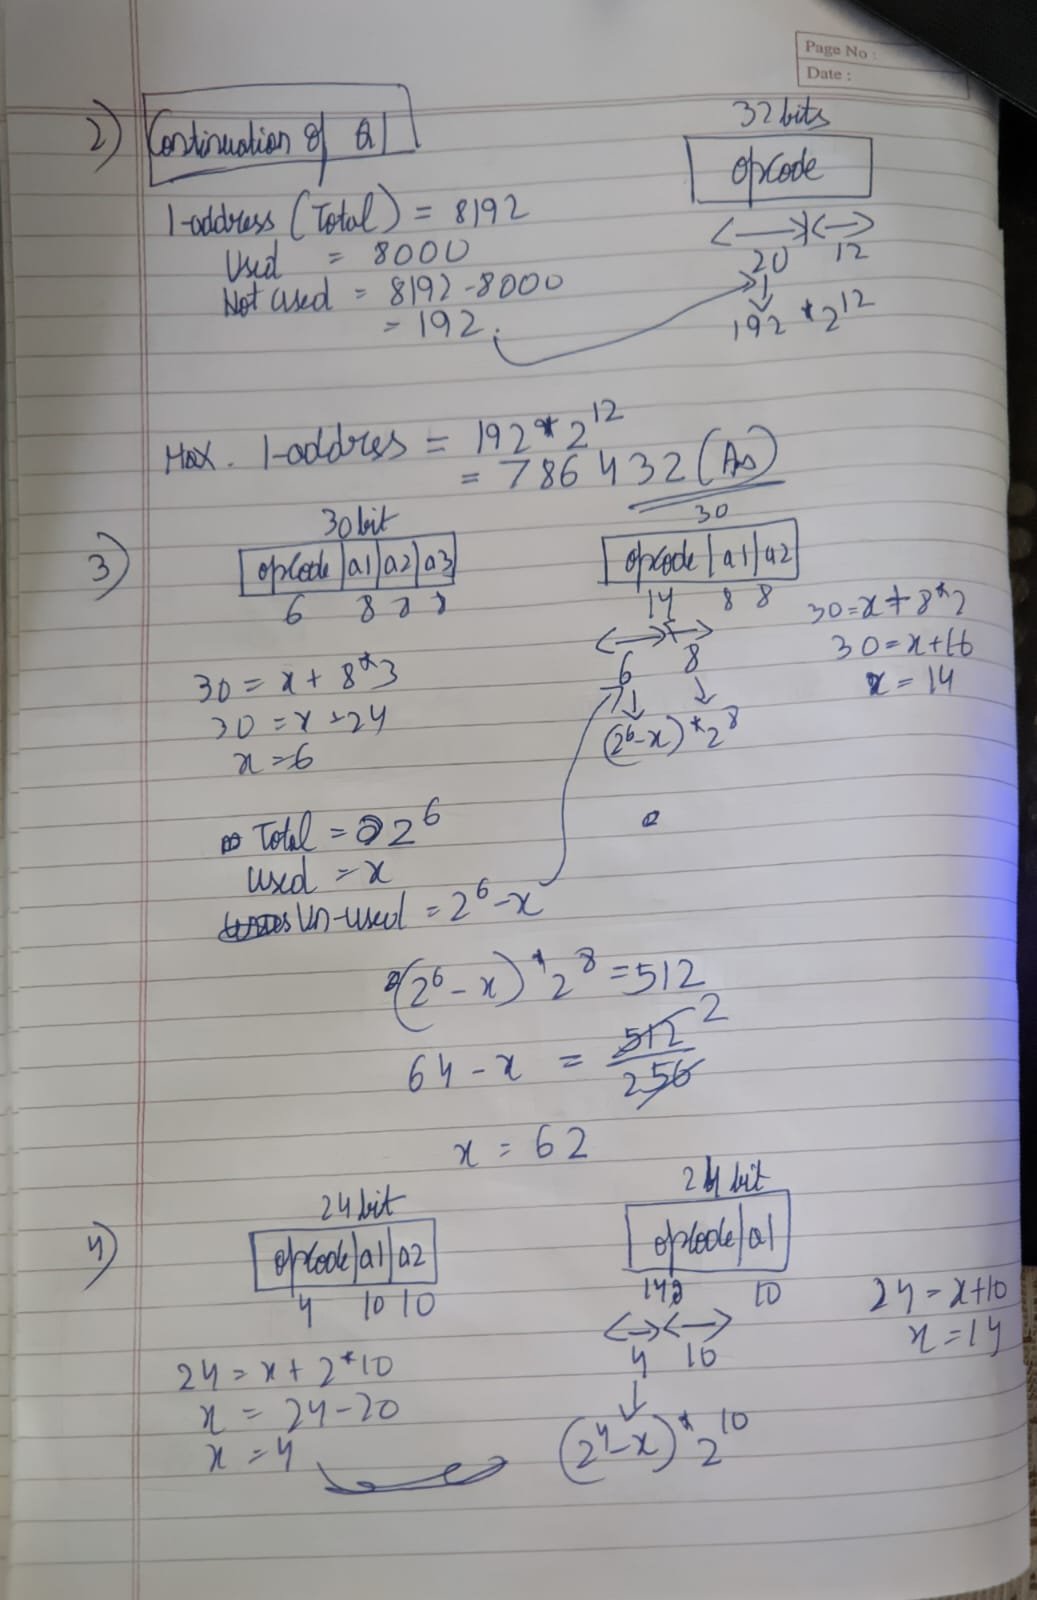 Page No :
Date :
2) Continuation of Q1
32 bits
opcode
20 12
192 * 2^12
1-address (Total) = 8192
Used = 8000
Not used = 8192-8000
= 192.
Max. 1-address = 192 * 2^12
= 786432 (As)
3)
30 bit
opcode|a1|a2|a3
6 8 8 8
30
opcode|a1|a2
14 8 8
6 8
(2^6-x) * 2^8
30=x+8*2
30=x+16
x=14
30 = x + 8*3
30 = x+24
x=6
Total = 2^6
Used = x
Un-used = 2^6-x
(2^6-x) * 2^8 = 512
64-x = 512/256 2
x = 62
4)
24 bit
opcode|a1|a2
4 10 10
24 bit
opcode|a1
14 10
4 10
(2^4-x) * 2^10
24=x+10
x=14
24 = x + 2*10
x = 24-20
x = 4